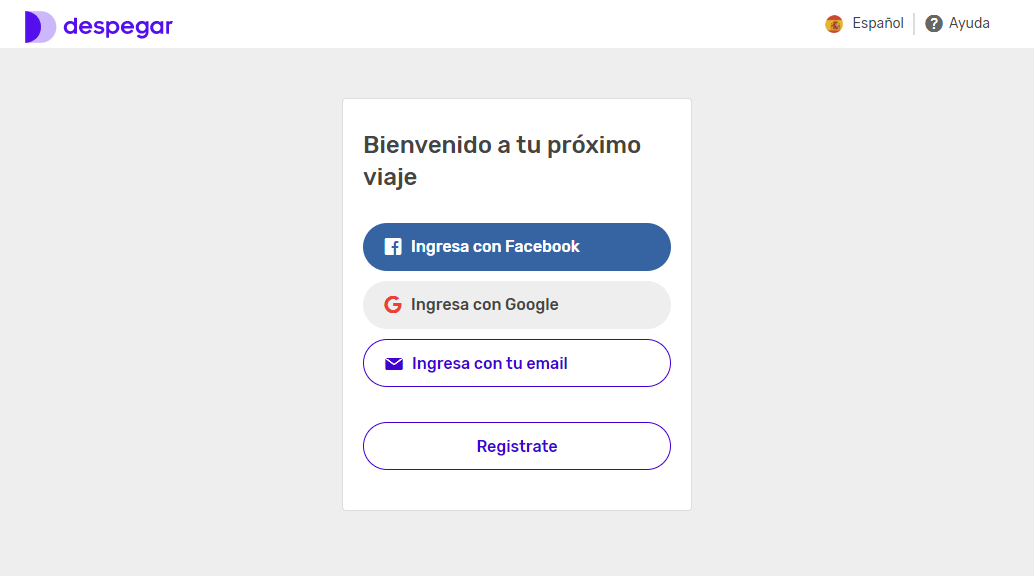 despegar
Español
Ayuda
Bienvenido a tu próximo
viaje
Ingresa con Facebook
Ingresa con Google
Ingresa con tu email
Registrate